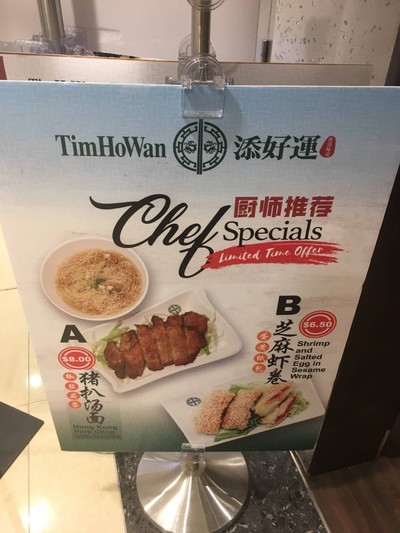 TimHoWan 添好運
厨师推荐
Chef Specials
Limited Time Offer
A
$8.00
猪扒汤面
Hong Kong
Pork Chop
B
$6.50
芝麻虾卷
Shrimp
and
Salted
Egg in
Sesame
Wrap